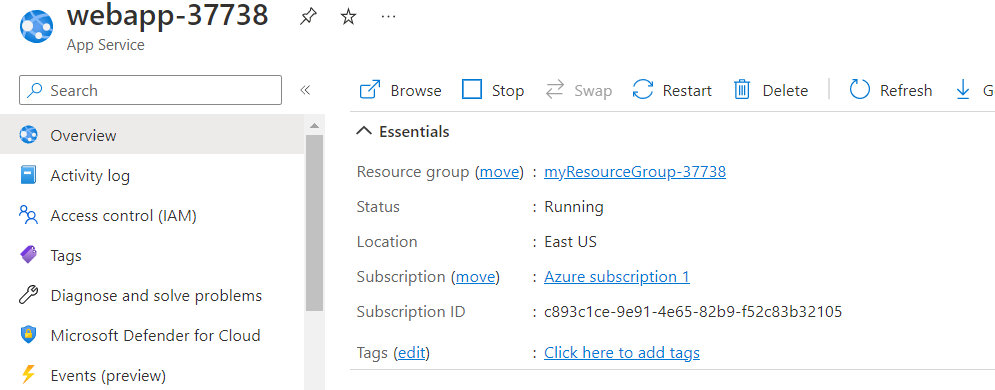 webapp-37738
App Service
Search
Browse Stop Swap Restart Delete Refresh G
Overview
Activity log
Access control (IAM)
Tags
Diagnose and solve problems
Microsoft Defender for Cloud
Events (preview)
Essentials
Resource group (move) : myResourceGroup-37738
Status : Running
Location : East US
Subscription (move) : Azure subscription 1
Subscription ID : c893c1ce-9e91-4e65-82b9-f52c83b32105
Tags (edit) : Click here to add tags